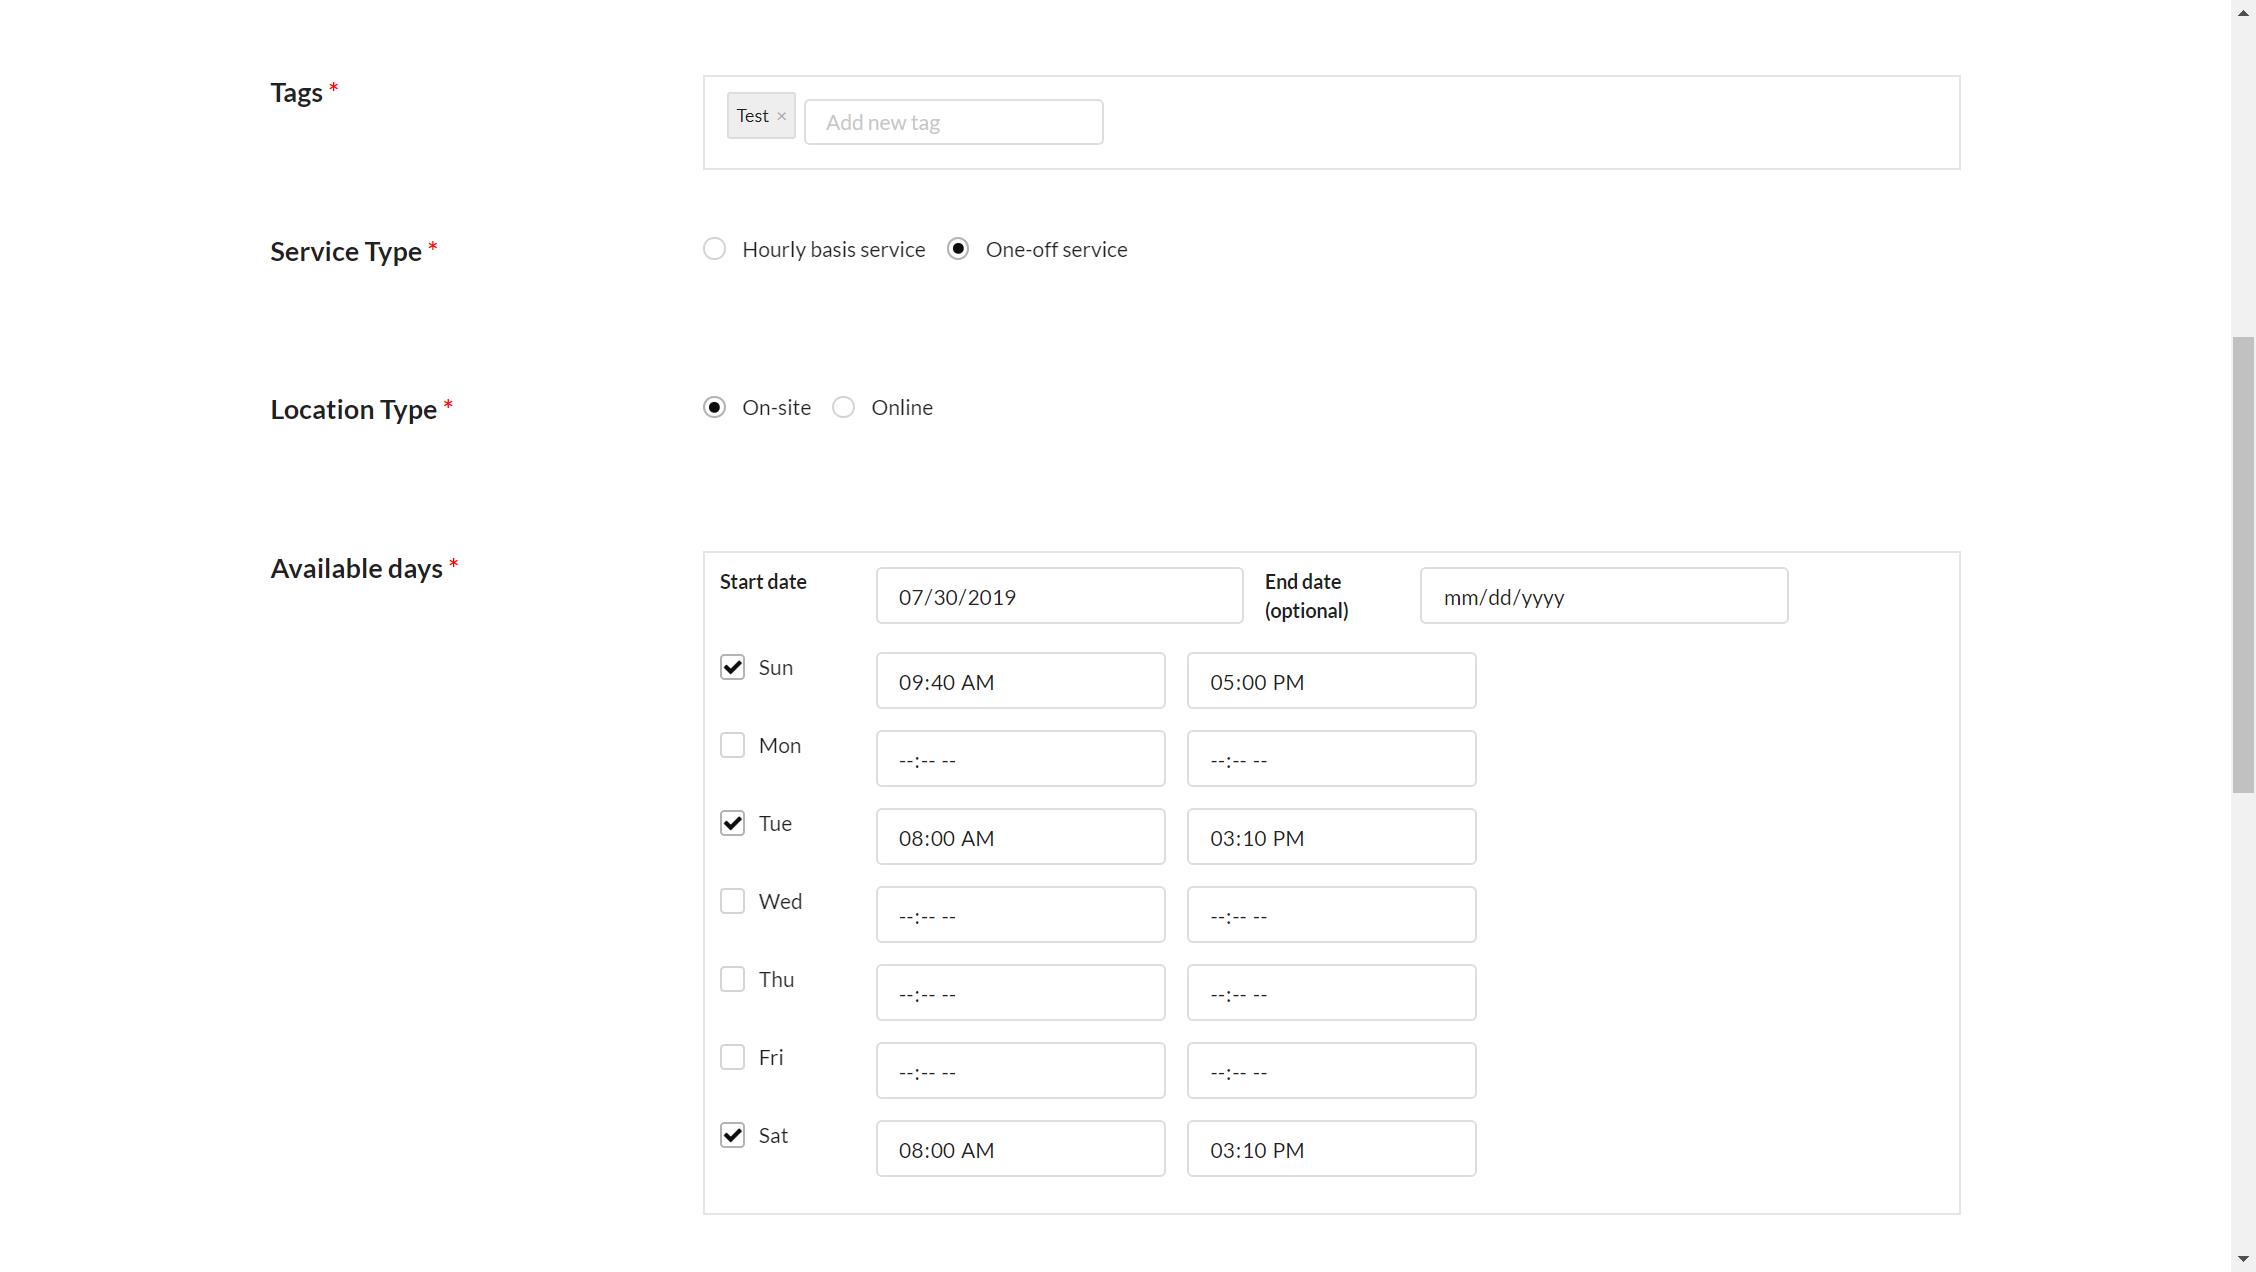 Tags *
Test × Add new tag
Service Type *
Hourly basis service One-off service
Location Type *
On-site Online
Available days *
Start date 07/30/2019 End date (optional) mm/dd/yyyy
Sun 09:40 AM 05:00 PM
Mon --:-- -- --:-- --
Tue 08:00 AM 03:10 PM
Wed --:-- -- --:-- --
Thu --:-- -- --:-- --
Fri --:-- -- --:-- --
Sat 08:00 AM 03:10 PM